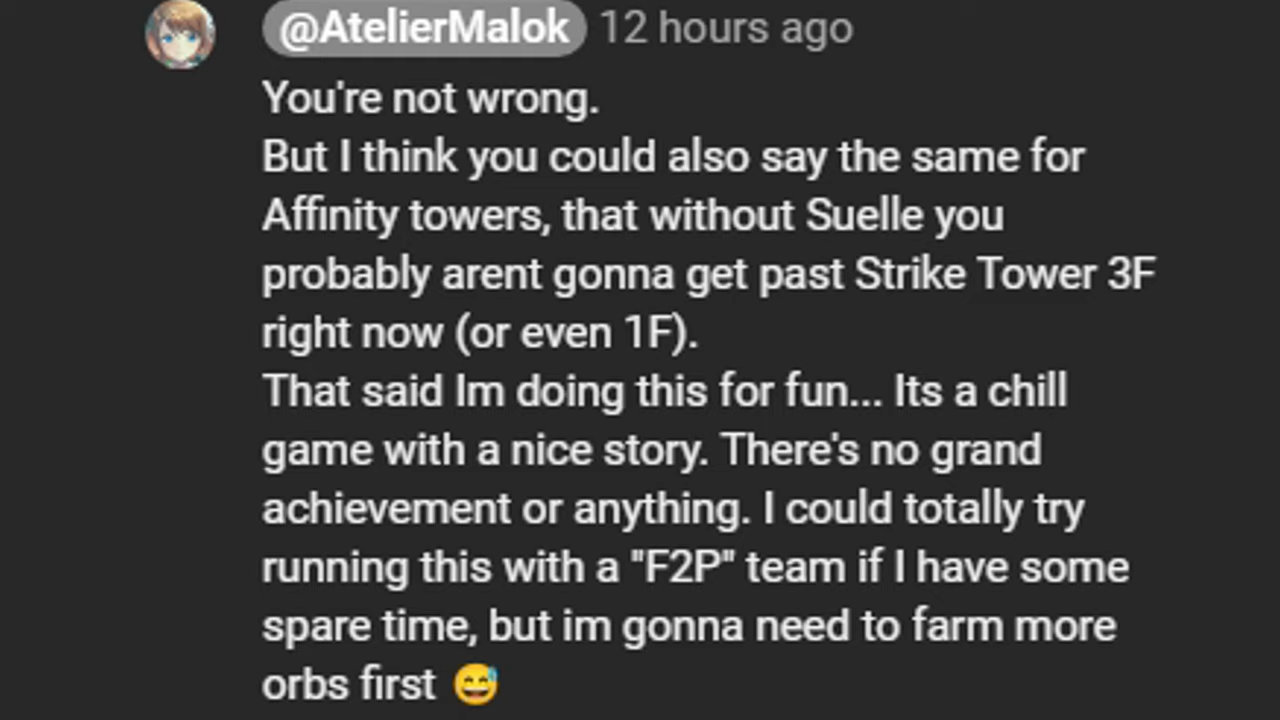 @AtelierMalok 12 hours ago
You're not wrong.
But I think you could also say the same for
Affinity towers, that without Suelle you
probably arent gonna get past Strike Tower 3F
right now (or even 1F).
That said Im doing this for fun... Its a chill
game with a nice story. There's no grand
achievement or anything. I could totally try
running this with a "F2P" team if I have some
spare time, but im gonna need to farm more
orbs first 😅